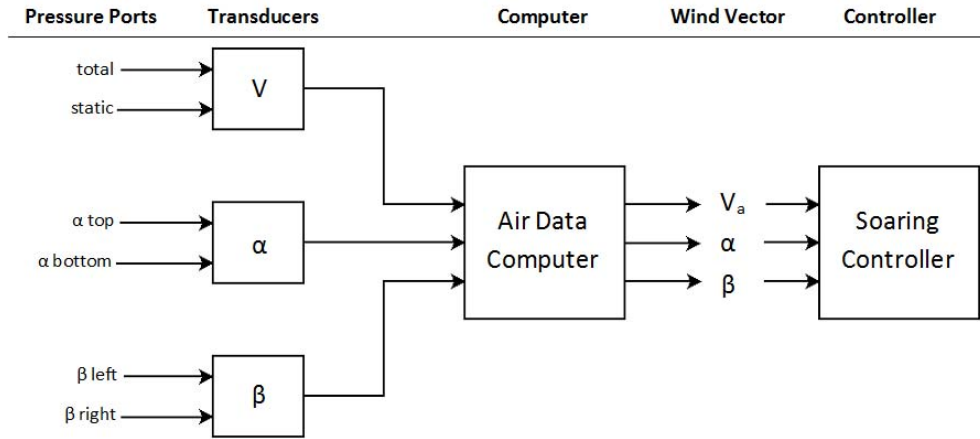 Pressure Ports Transducers Computer Wind Vector Controller
total
static
V
α top
α bottom
α
β left
β right
β
Air Data
Computer
Vₐ
α
β
Soaring
Controller